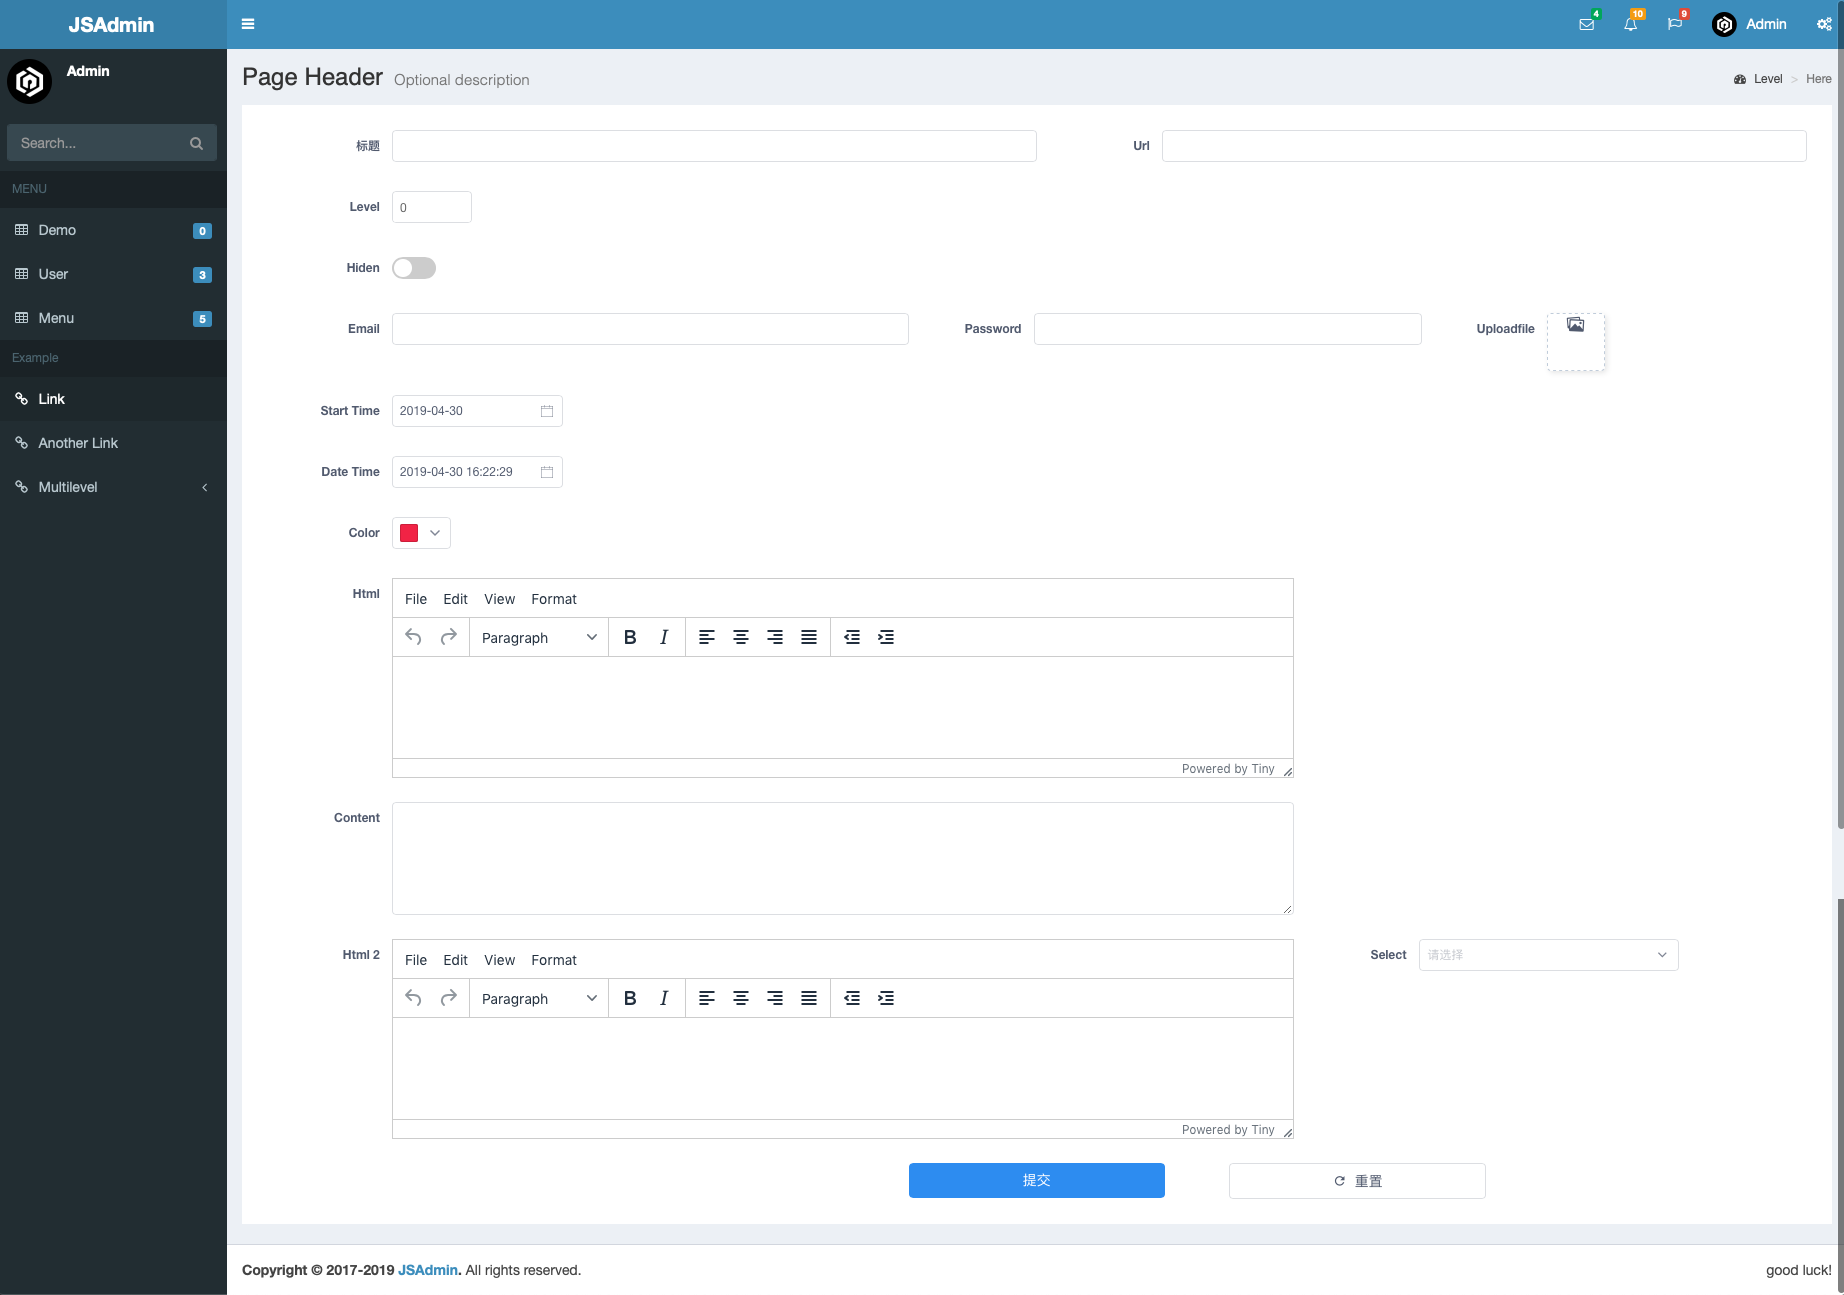 JSAdmin
4
10
9
Admin
Admin
Page Header Optional description
Level > Here
Search...
MENU
Demo 0
User 3
Menu 5
Example
Link
Another Link
Multilevel
标题
Url
Level 0
Hiden
Email
Password
Uploadfile
Start Time 2019-04-30
Date Time 2019-04-30 16:22:29
Color
Html
File Edit View Format
Paragraph B I
Powered by Tiny
Content
Html 2
File Edit View Format
Paragraph B I
Powered by Tiny
Select 请选择
提交
重置
Copyright © 2017-2019 JSAdmin. All rights reserved.
good luck!